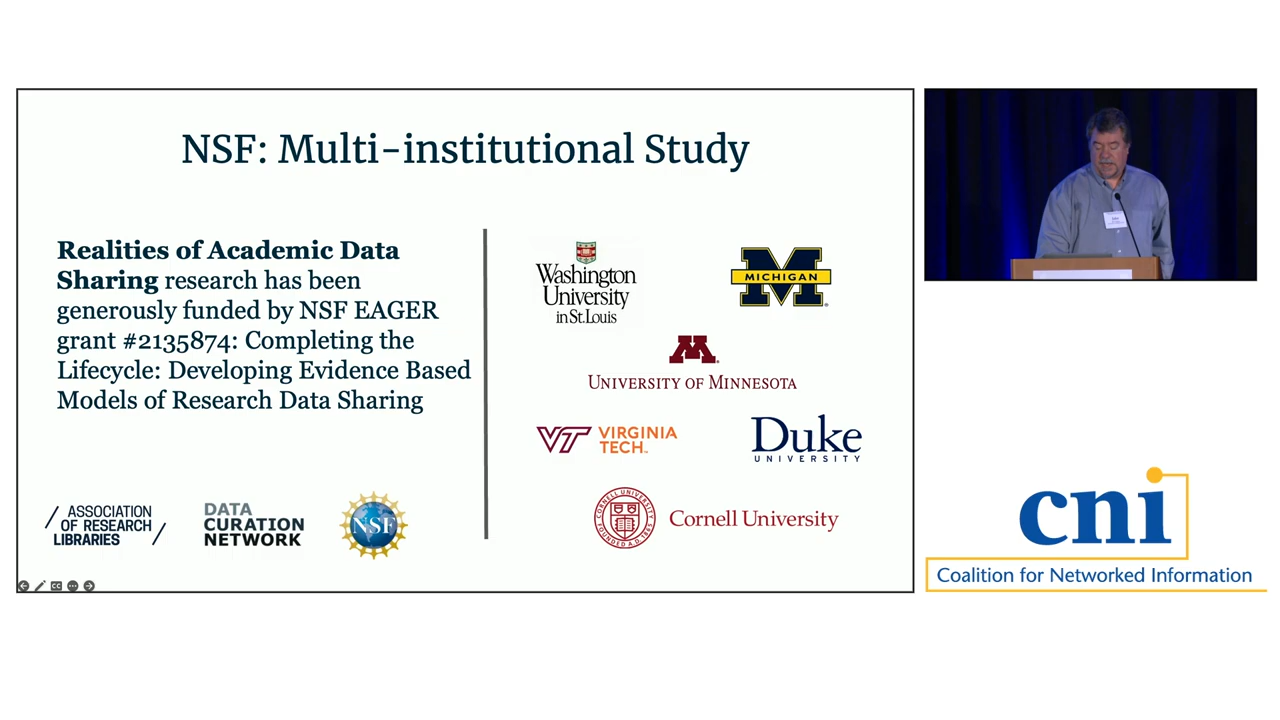 NSF: Multi-institutional Study
Realities of Academic Data
Sharing research has been
generously funded by NSF EAGER
grant #2135874: Completing the
Lifecycle: Developing Evidence Based
Models of Research Data Sharing
ASSOCIATION
OF RESEARCH
LIBRARIES
DATA
CURATION
NETWORK
NSF
Washington
University
in St. Louis
MICHIGAN
M
UNIVERSITY OF MINNESOTA
VT VIRGINIA
TECH
Duke
UNIVERSITY
Cornell University
cni
Coalition for Networked Information